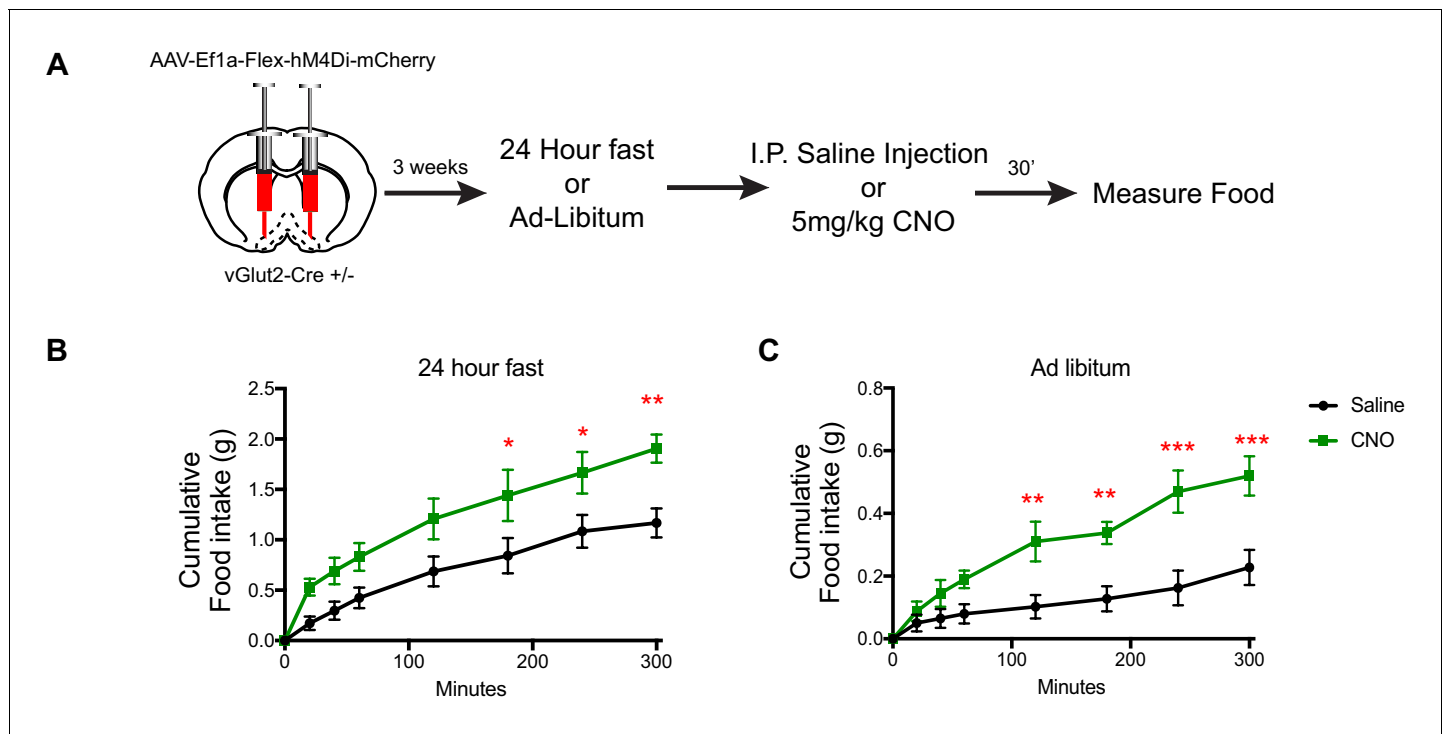 A
AAV-Ef1a-Flex-hM4Di-mCherry
vGlut2-Cre +/-
3 weeks
24 Hour fast
or
Ad-Libitum
I.P. Saline Injection
or
5mg/kg CNO
30’
Measure Food
B
24 hour fast
Cumulative
Food intake (g)
2.5
2.0
1.5
1.0
0.5
0.0
*
*
**
0
100
200
300
Minutes
C
Ad libitum
Cumulative
Food intake (g)
0.8
0.6
0.4
0.2
0.0
**
**
***
***
0
100
200
300
Minutes
Saline
CNO